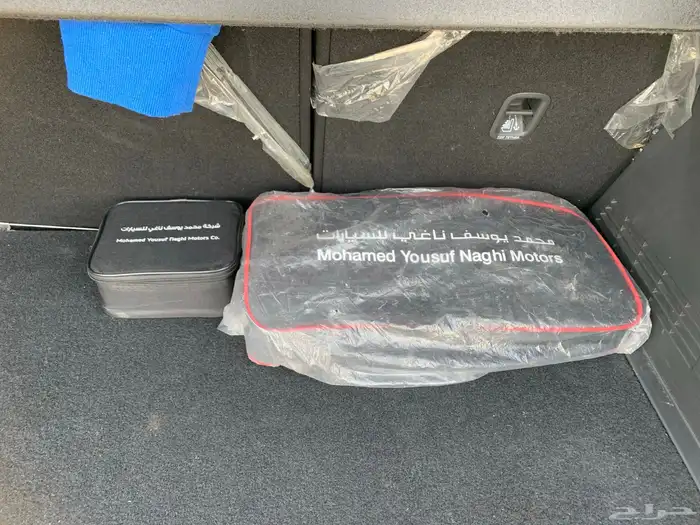 شركة محمد يوسف ناغي للسيارات
Mohamed Yousuf Naghi Motors Co.
محمد يوسف ناغي للسيارات
Mohamed Yousuf Naghi Motors
حراج